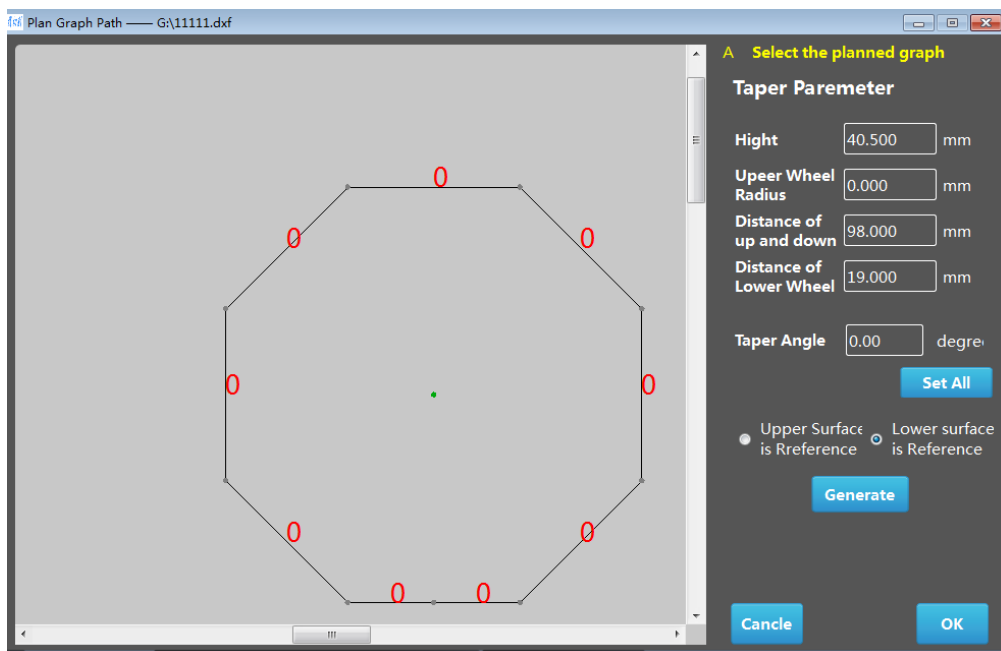 Plan Graph Path —— G:\11111.dxf
A Select the planned graph
Taper Paremeter
Hight 40.500 mm
Upeer Wheel
Radius 0.000 mm
Distance of
up and down 98.000 mm
Distance of
Lower Wheel 19.000 mm
Taper Angle 0.00 degre
Set All
Upper Surface
is Rreference
Lower surface
is Reference
Generate
Cancle OK
0
0 0
0 0
0 0
0 0